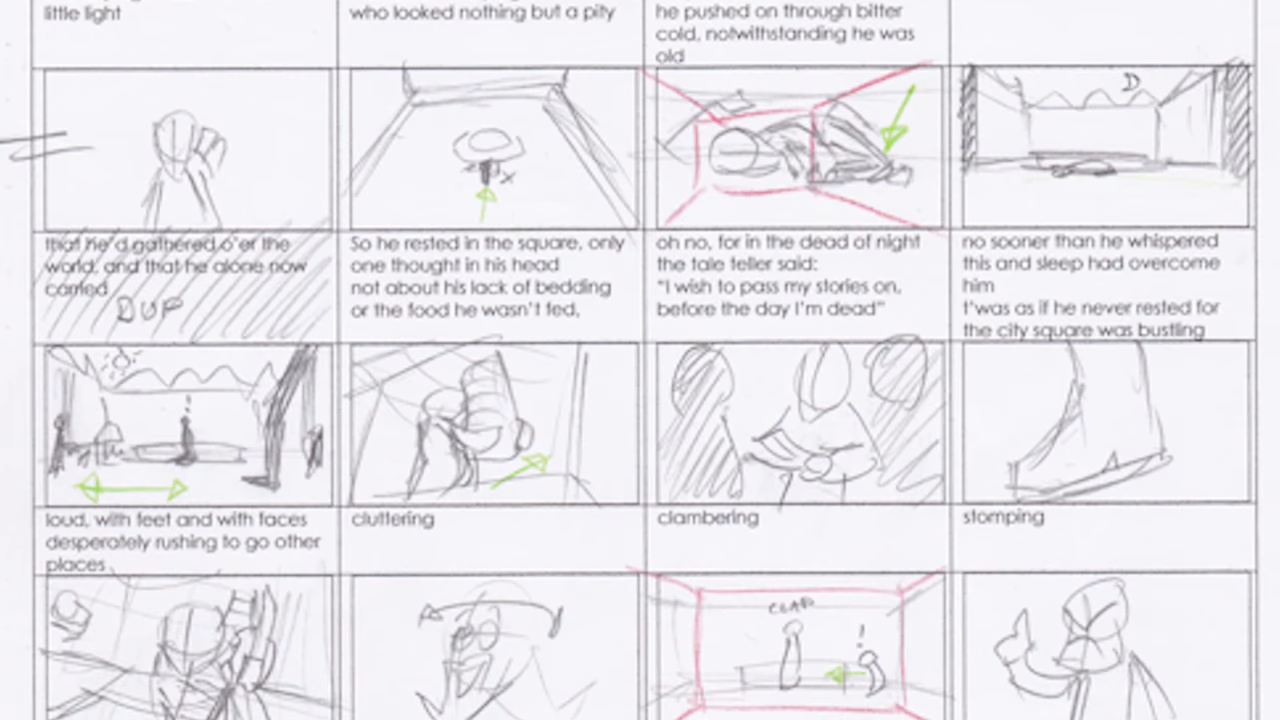 little light
who looked nothing but a pity
he pushed on through bitter
cold, notwithstanding he was
old
D
that he'd gathered o'er the
world, and that he alone now
carried
DUP
So he rested in the square, only
one thought in his head
not about his lack of bedding
or the food he wasn't fed,
oh no, for in the dead of night
the tale teller said:
"I wish to pass my stories on,
before the day I'm dead"
no sooner than he whispered
this and sleep had overcome
him
t'was as if he never rested for
the city square was bustling
!
loud, with feet and with faces
desperately rushing to go other
places
cluttering
clambering
stomping
CLAP
!